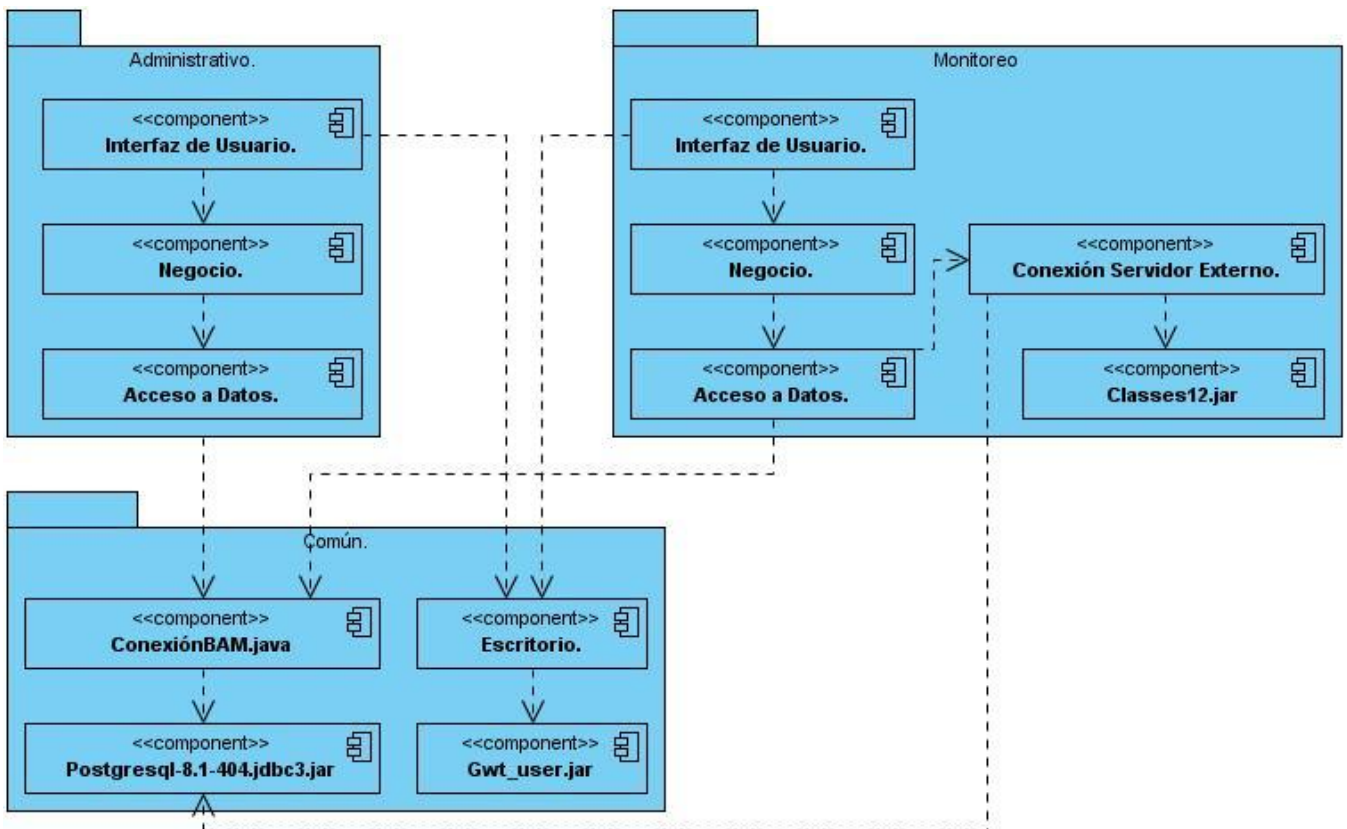 Administrativo.
<<component>>
Interfaz de Usuario.
<<component>>
Negocio.
<<component>>
Acceso a Datos.
Monitoreo
<<component>>
Interfaz de Usuario.
<<component>>
Negocio.
<<component>>
Conexión Servidor Externo.
<<component>>
Acceso a Datos.
<<component>>
Classes12.jar
Común.
<<component>>
ConexiónBAM.java
<<component>>
Escritorio.
<<component>>
Postgresql-8.1-404.jdbc3.jar
<<component>>
Gwt_user.jar